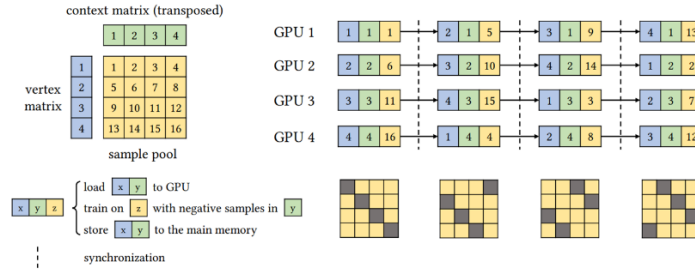 context matrix (transposed)
1 2 3 4
vertex matrix
1
2
3
4
1 2 3 4
5 6 7 8
9 10 11 12
13 14 15 16
sample pool
GPU 1
1 1 1
2 1 5
3 1 9
4 1 13
GPU 2
2 2 6
3 2 10
4 2 14
1 2 2
GPU 3
3 3 11
4 3 15
1 3 3
2 3 7
GPU 4
4 4 16
1 4 4
2 4 8
3 4 12
x y z
load x y to GPU
train on z with negative samples in y
store x y to the main memory
synchronization